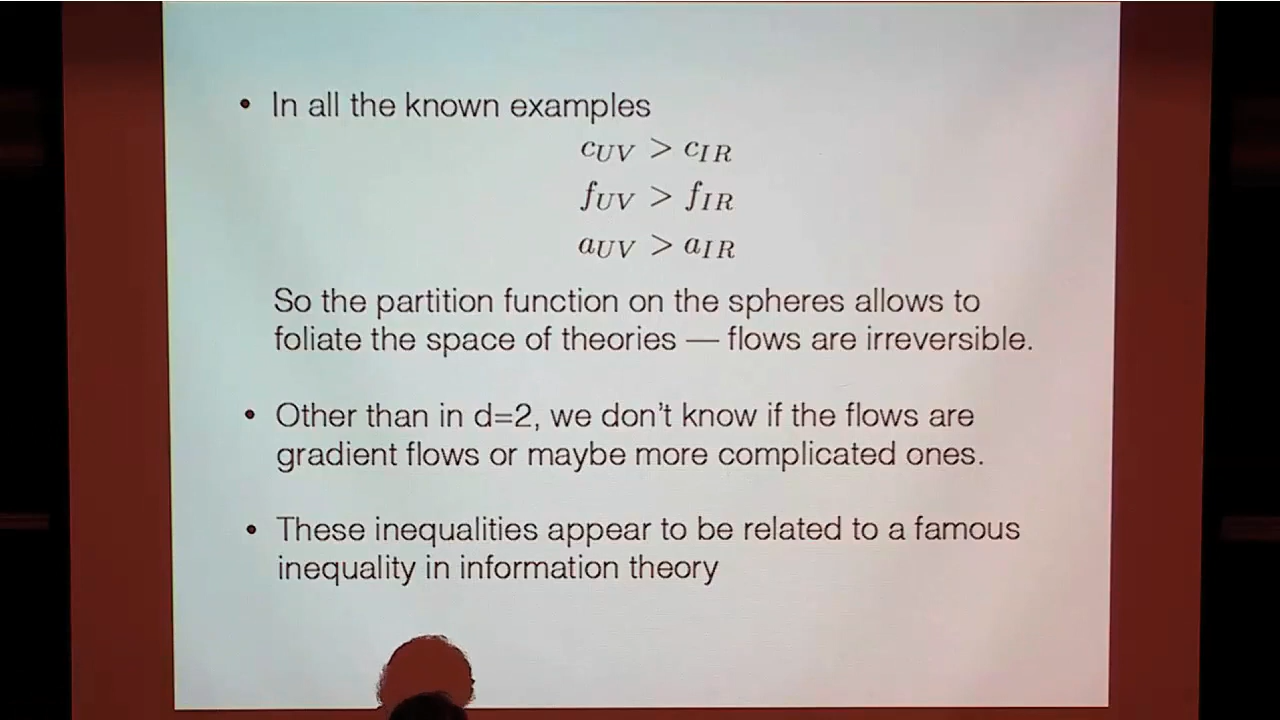 • In all the known examples
c_UV > c_IR
f_UV > f_IR
a_UV > a_IR
So the partition function on the spheres allows to
foliate the space of theories — flows are irreversible.
• Other than in d=2, we don't know if the flows are
gradient flows or maybe more complicated ones.
• These inequalities appear to be related to a famous
inequality in information theory